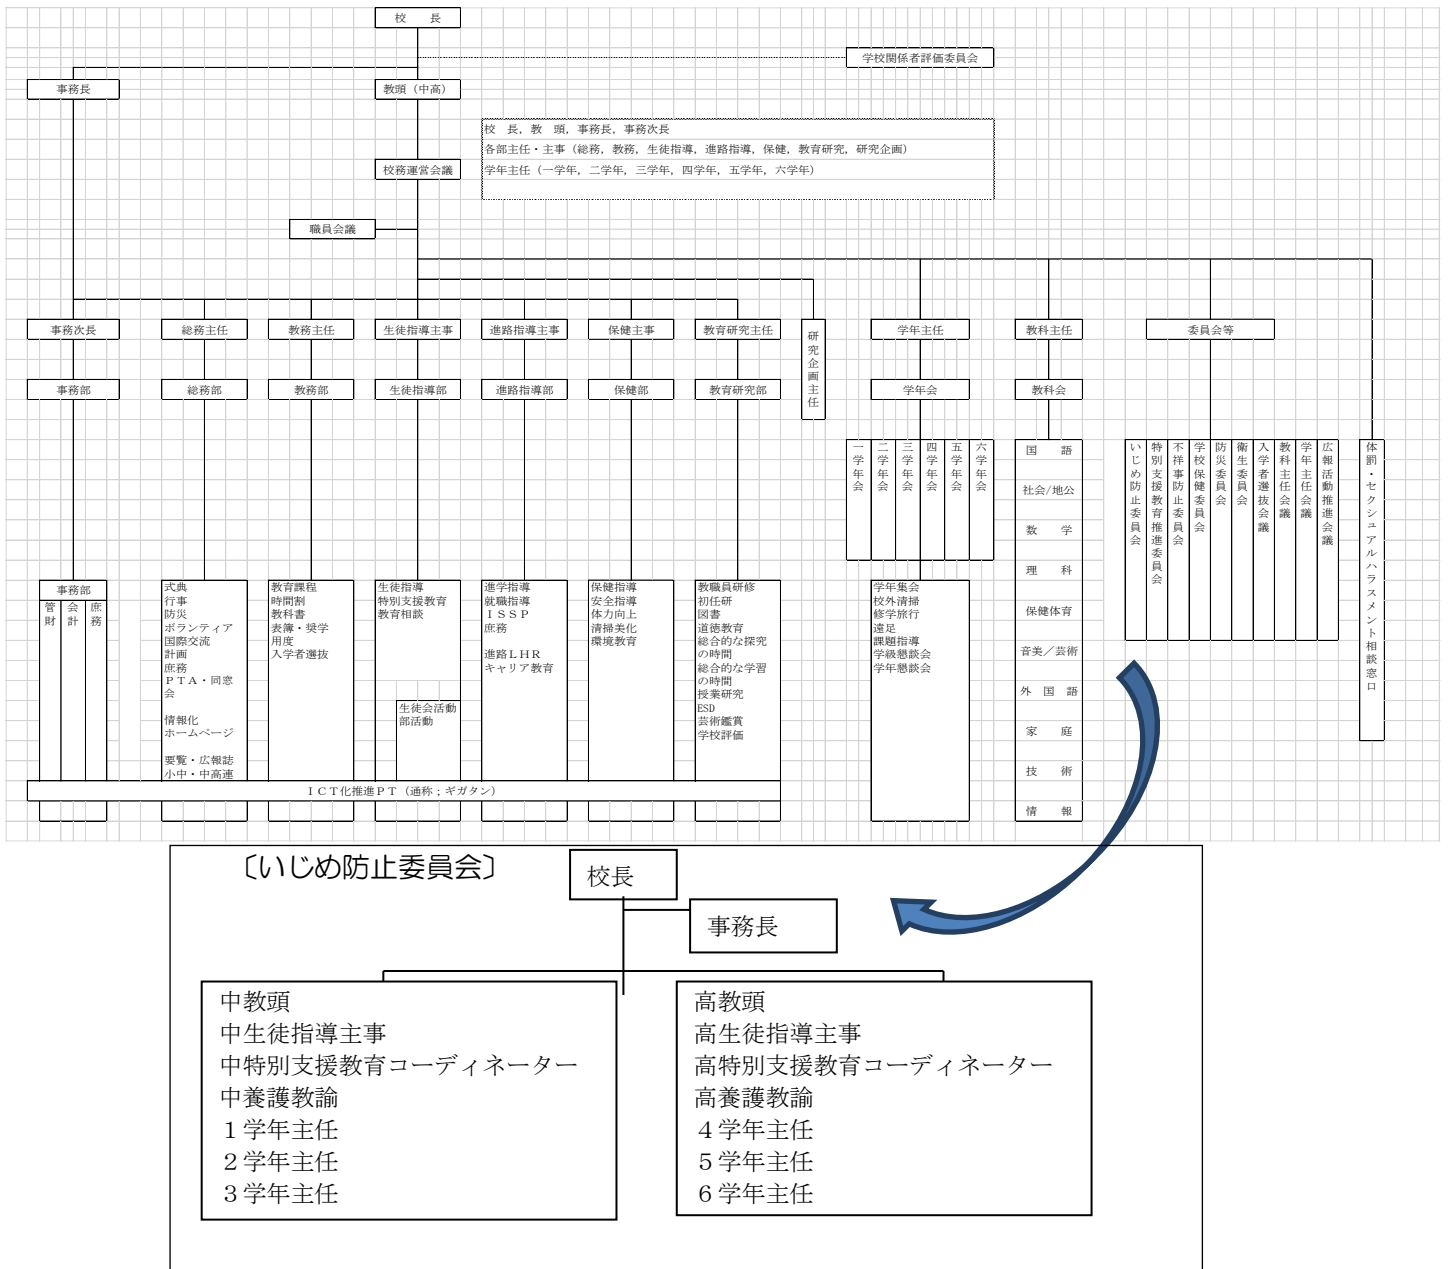 校　長
学校関係者評価委員会
事務長
教頙（中高）
校　長，教　頭，事務長，事務次長
各部主任・主事（総務，教務，生徒指導，進路指導，保健，教育研究，研究企画）
校務運営会議
学年主任（一学年，二学年，三学年，四学年，五学年，六学年）
職員会議
事務次長
総務主任
教務主任
生徒指導主事
進路指導主事
保健主事
教育研究主任
研究企画主任
学年主任
教科主任
委員会等
事務部
総務部
教務部
生徒指導部
進路指導部
保健部
教育研究部
学年会
教科会
一学年会
二学年会
三学年会
四学年会
五学年会
六学年会
国　語
社会/地公
数　学
理　科
保健体育
音美／芸術
外　国　語
家　庭
技　術
情　報
いじめ防止委員会
特別支援教育推進委員会
不祥事防止委員会
学校保健委員会
防災委員会
衛生委員会
入学者選抜会議
教科主任会議
学年主任会議
広報活動推進会議
体罰・セクシュアルハラスメント相談窓口
事務部
管財
会計
庶務
式典
行事
防災
ボランティア
国際交流
計画
庶務
ＰＴＡ・同窓
会
情報化
ホームページ
要覧・広報誌
小中・中高連
教育課程
時間割
教科書
表簿・奨学
用度
入学者選抜
生徒指導
特別支援教育
教育相談
生徒会活動
部活動
進学指導
就職指導
ＩＳＳＰ
庶務
進路ＬＨＲ
キャリア教育
保健指導
安全指導
体力向上
清掃美化
環境教育
教職員研修
初任研
図書
道徳教育
総合的な探究
の時間
総合的な学習
の時間
授業研究
ESD
芸術鑑賞
学校評価
学年集会
校外清掃
修学旅行
遠足
課題指導
学級懇談会
学年懇談会
ＩＣＴ化推進ＰＴ（通称；ギガタン）
〔いじめ防止委員会〕
校長
事務長
中教頭
中生徒指導主事
中特別支援教育コーディネーター
中養護教諭
１学年主任
２学年主任
３学年主任
高教頭
高生徒指導主事
高特別支援教育コーディネーター
高養護教諭
４学年主任
５学年主任
６学年主任